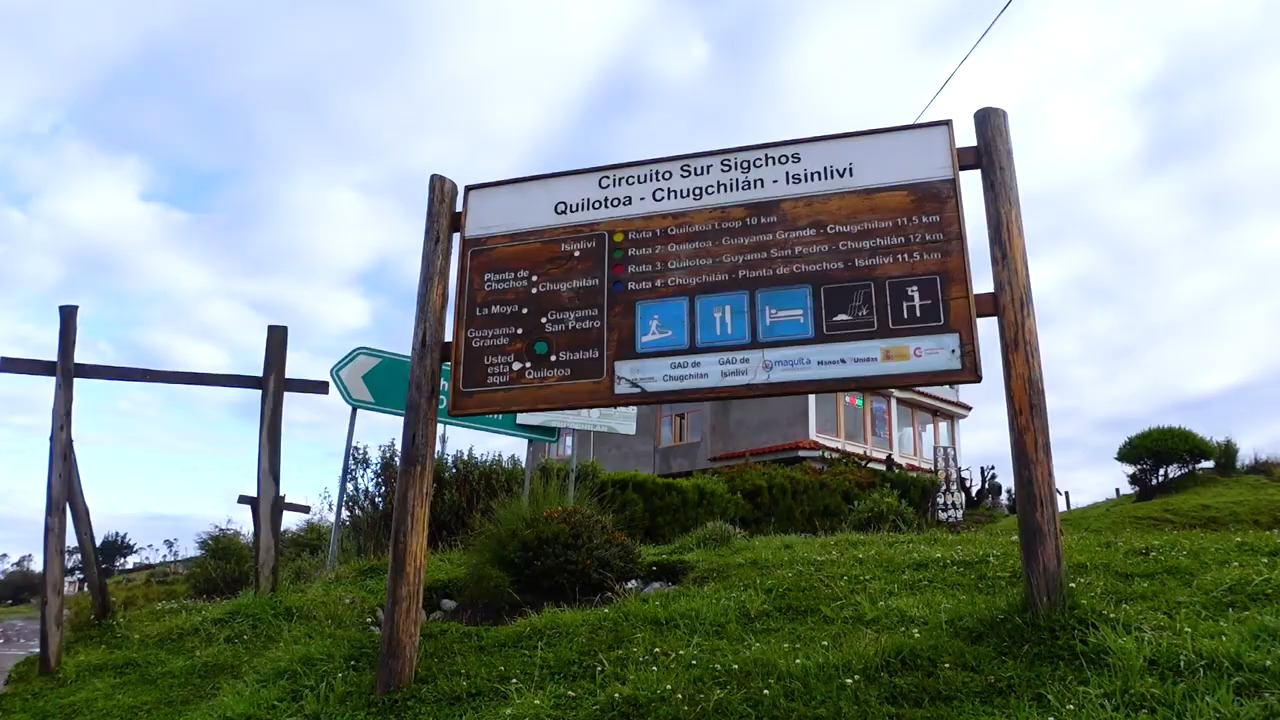 Circuito Sur Sigchos
Quilotoa - Chugchilán - Isinliví
Ruta 1: Quilotoa Loop 10 km
Ruta 2: Quilotoa - Guayama Grande - Chugchilan 11,5 km
Ruta 3: Quilotoa - Guyama San Pedro - Chugchilán 12 km
Ruta 4: Chugchilán - Planta de Chochos - Isinliví 11,5 km
Isinliví
Planta de
Chochos
Chugchilán
La Moya
Guayama
San Pedro
Guayama
Grande
Shalalá
Usted
esta
aquí
Quilotoa
GAD de
Chugchilán
GAD de
Isinliví
maquita
Manos Unidas